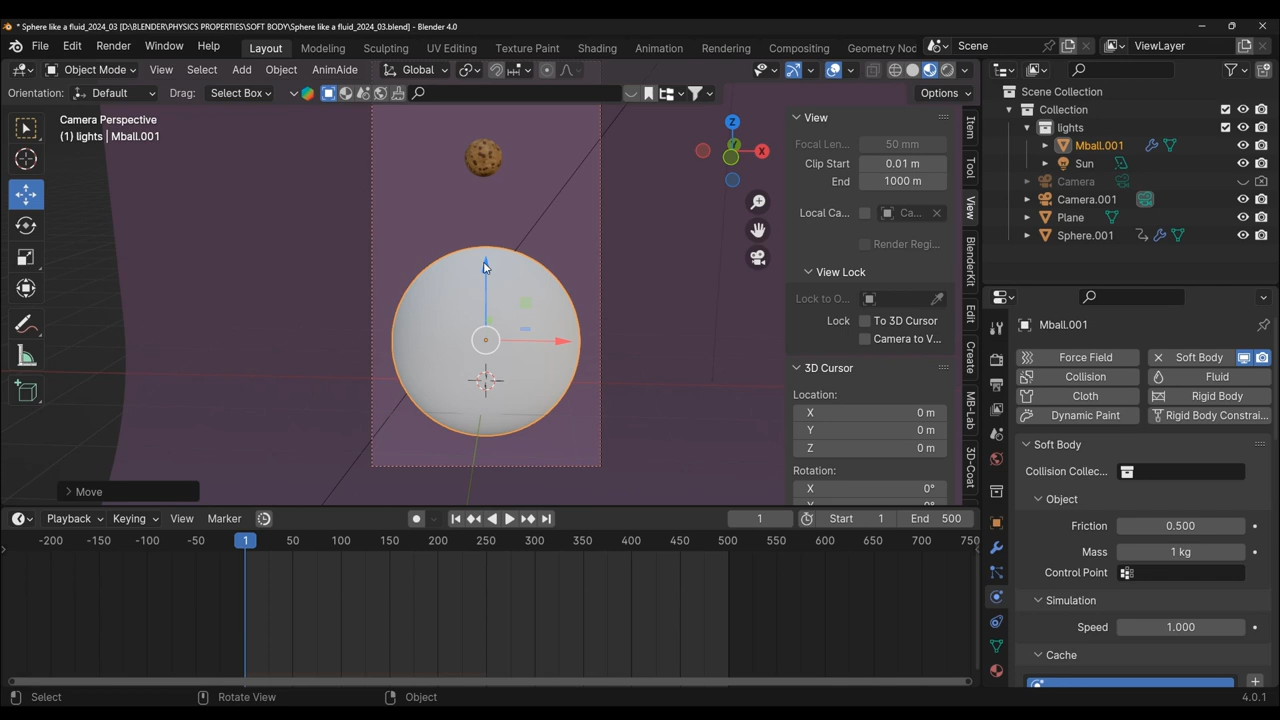 * Sphere like a fluid_2024_03 [D:\BLENDER\PHYSICS PROPERTIES\SOFT BODY\Sphere like a fluid_2024_03.blend] - Blender 4.0
File Edit Render Window Help Layout Modeling Sculpting UV Editing Texture Paint Shading Animation Rendering Compositing Geometry Noc Scene ViewLayer
Object Mode View Select Add Object AnimAide Global
Orientation: Default Drag: Select Box Options
Camera Perspective
(1) lights | Mball.001
Z
Y
X
Move
View
Focal Len... 50 mm
Clip Start 0.01 m
End 1000 m
Local Ca... Ca...
Render Regi...
View Lock
Lock to O...
Lock To 3D Cursor
Camera to V...
3D Cursor
Location:
X 0 m
Y 0 m
Z 0 m
Rotation:
X 0°
Item
Tool
View
BlenderKit
Edit
Create
MB-Lab
3D-Coat
Scene Collection
Collection
lights
Mball.001
Sun
Camera
Camera.001
Plane
Sphere.001
Mball.001
Force Field Soft Body
Collision Fluid
Cloth Rigid Body
Dynamic Paint Rigid Body Constrai...
Soft Body
Collision Collec...
Object
Friction 0.500
Mass 1 kg
Control Point
Simulation
Speed 1.000
Cache
Playback Keying View Marker 1 Start 1 End 500
-200 -150 -100 -50 1 50 100 150 200 250 300 350 400 450 500 550 600 650 700 750
Select Rotate View Object 4.0.1